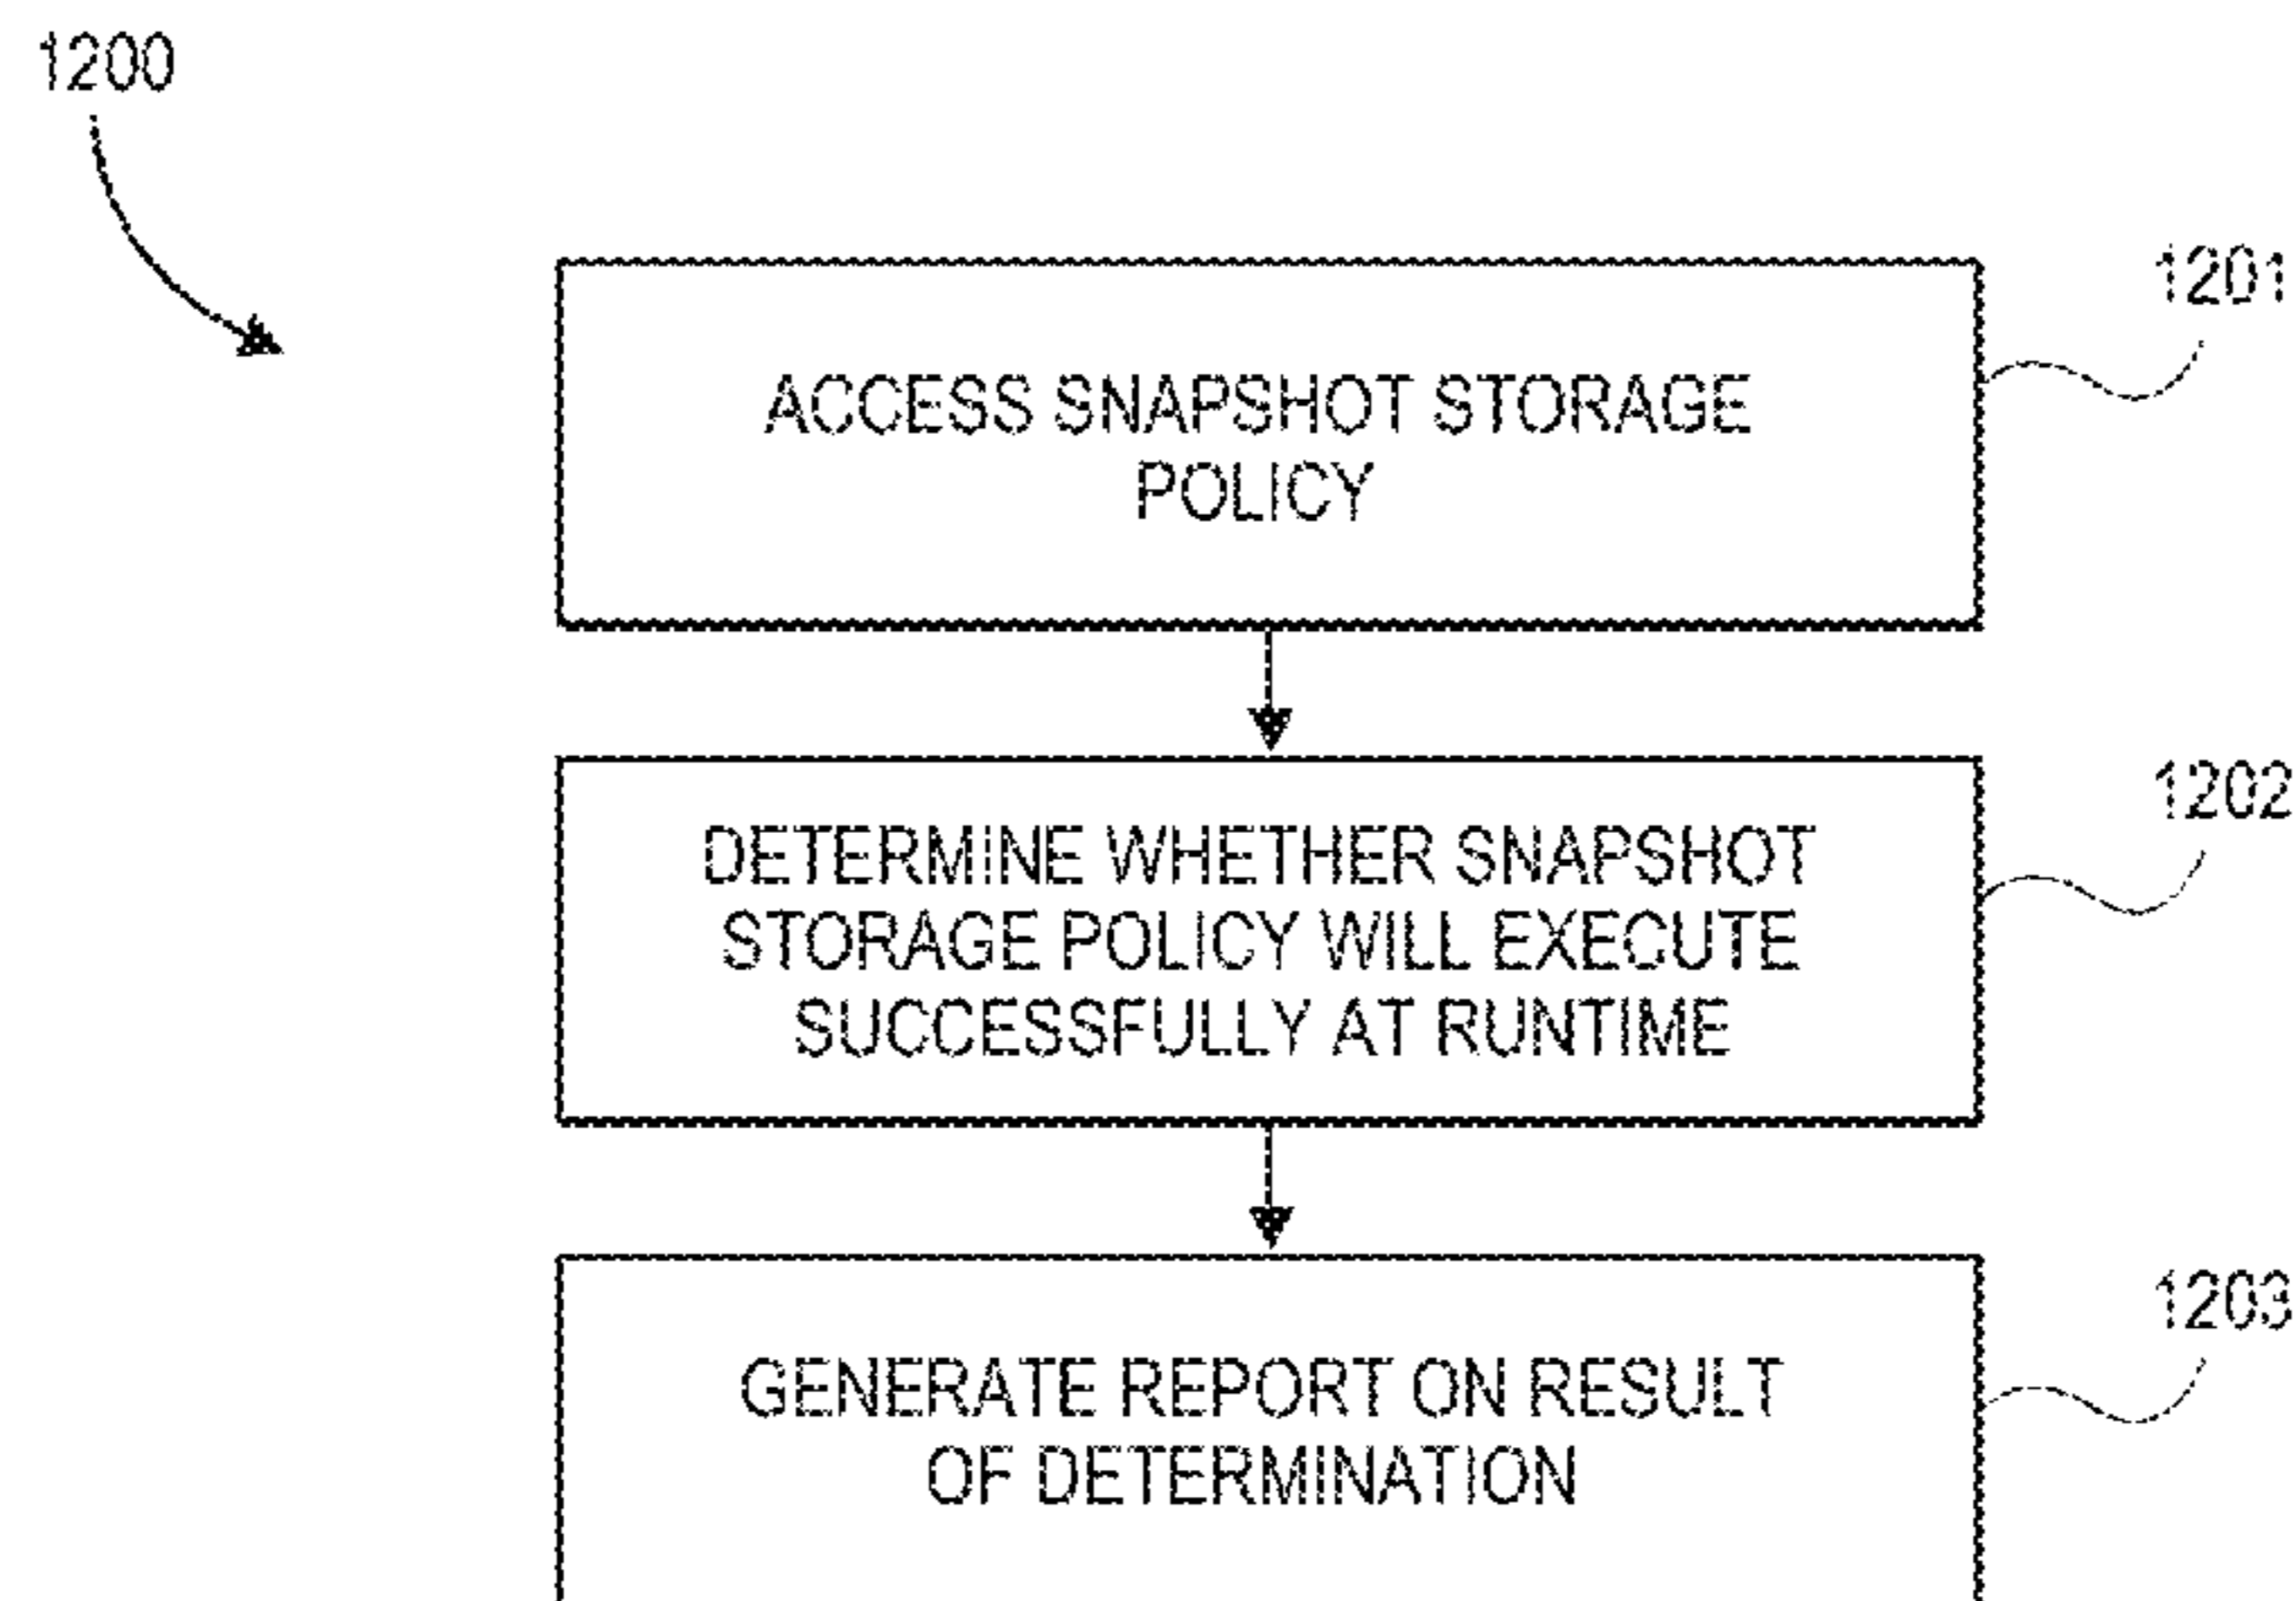 1200
1201
ACCESS SNAPSHOT STORAGE
POLICY
1202
DETERMINE WHETHER SNAPSHOT
STORAGE POLICY WILL EXECUTE
SUCCESSFULLY AT RUNTIME
1203
GENERATE REPORT ON RESULT
OF DETERMINATION